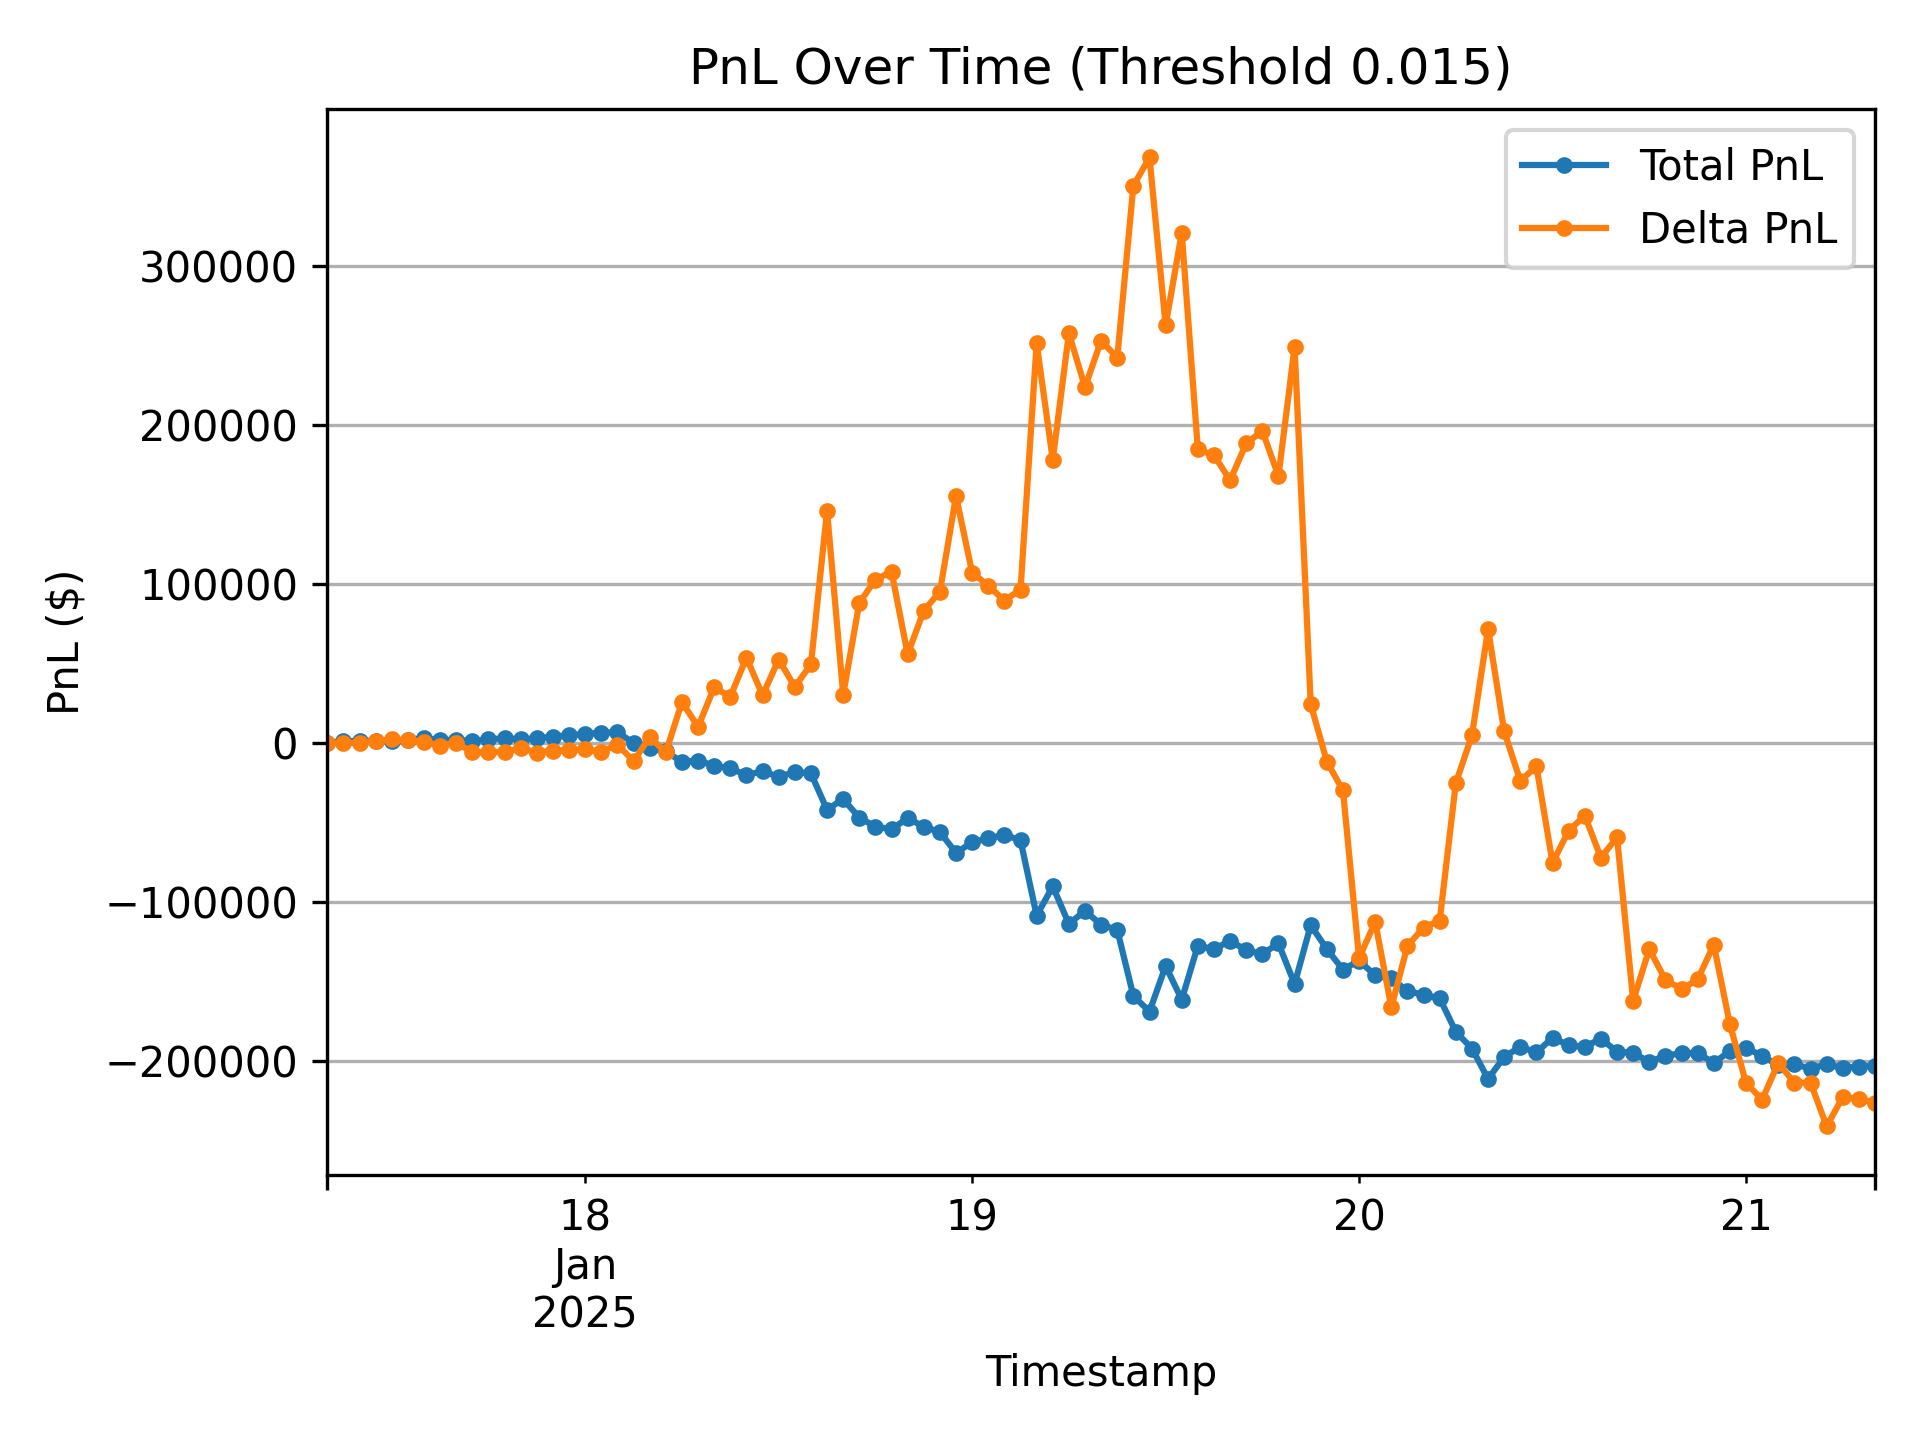 PnL Over Time (Threshold 0.015)
Total PnL
Delta PnL
300000
200000
100000
0
−100000
−200000
PnL ($)
18
19
20
21
Jan
2025
Timestamp